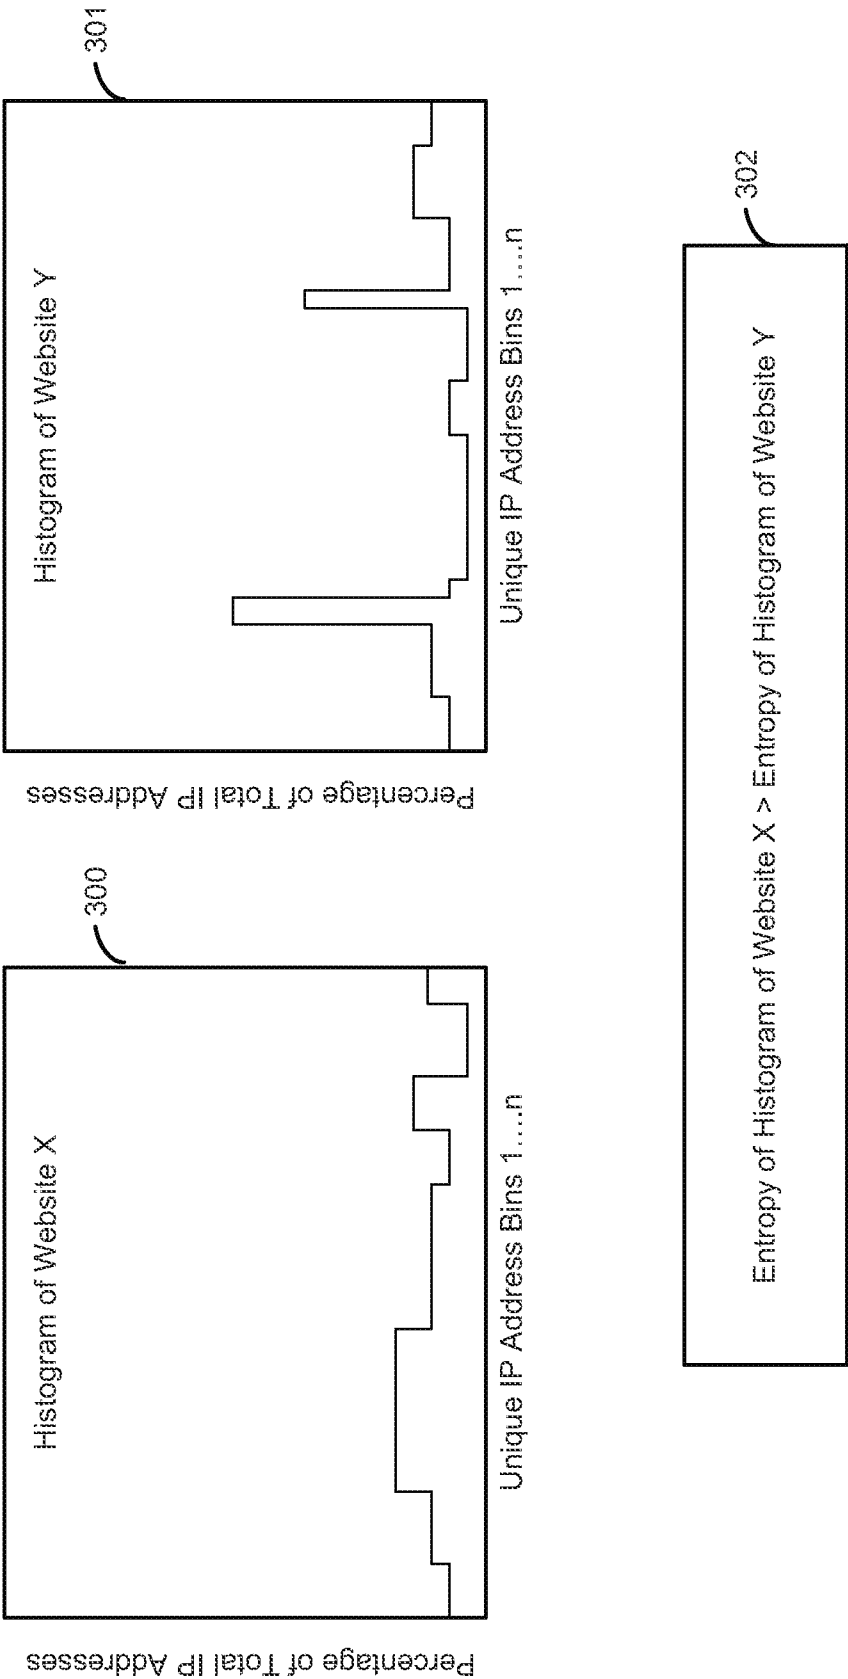 300
Histogram of Website X
Percentage of Total IP Addresses
Unique IP Address Bins 1....n
301
Histogram of Website Y
Percentage of Total IP Addresses
Unique IP Address Bins 1....n
302
Entropy of Histogram of Website X > Entropy of Histogram of Website Y